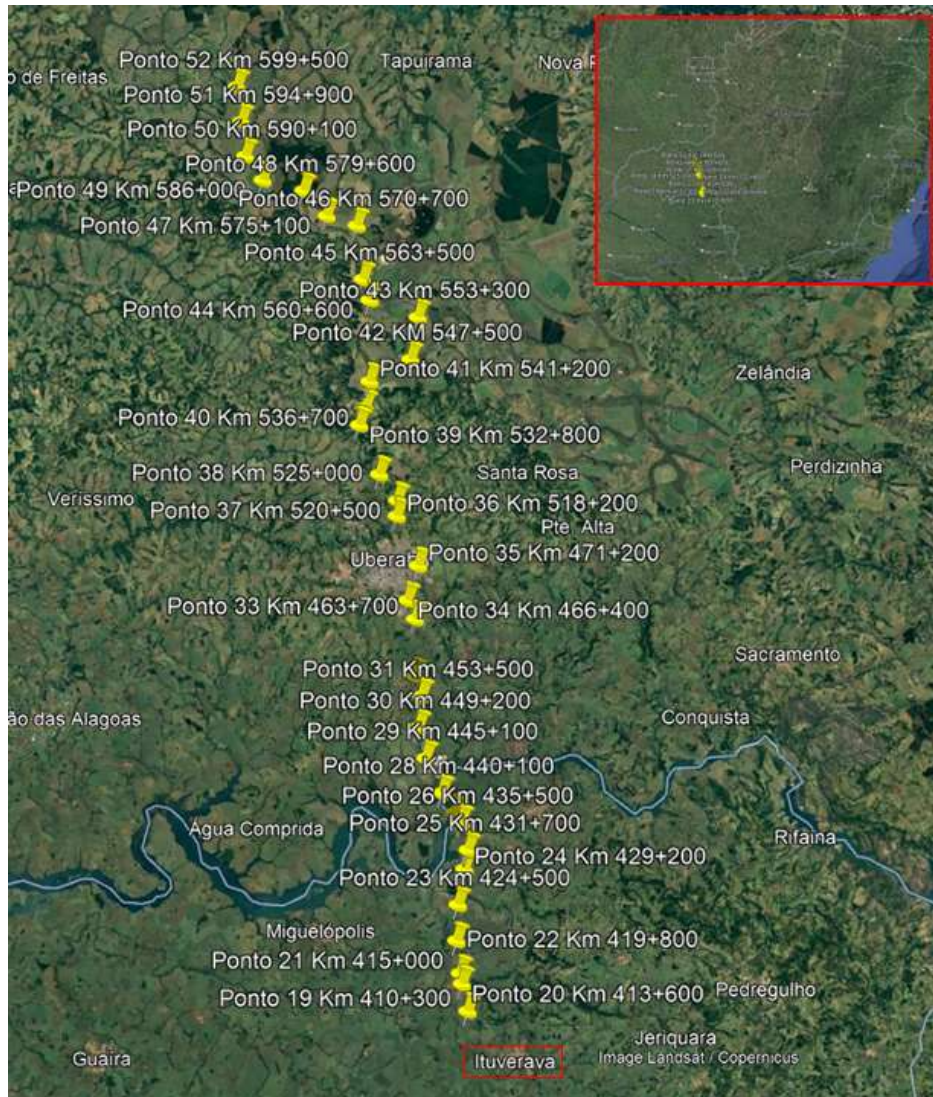 Ponto 52 Km 599+500
Tapuirama
Nova
o de Freitas
Ponto 51 Km 594+900
Ponto 50 Km 590+100
Ponto 48 Km 579+600
Ponto 49 Km 586+000
Ponto 46 Km 570+700
Ponto 47 Km 575+100
Ponto 45 Km 563+500
Ponto 43 Km 553+300
Ponto 44 Km 560+600
Ponto 42 KM 547+500
Ponto 41 Km 541+200
Zelândia
Ponto 40 Km 536+700
Ponto 39 Km 532+800
Ponto 38 Km 525+000
Santa Rosa
Perdizinha
Veríssimo
Ponto 36 Km 518+200
Ponto 37 Km 520+500
Pte Alta
Ponto 35 Km 471+200
Uberab
Ponto 33 Km 463+700
Ponto 34 Km 466+400
Sacramento
Ponto 31 Km 453+500
Ponto 30 Km 449+200
ão das Alagoas
Conquista
Ponto 29 Km 445+100
Ponto 28 Km 440+100
Ponto 26 Km 435+500
Ponto 25 Km 431+700
Água Comprida
Rifaina
Ponto 24 Km 429+200
Ponto 23 Km 424+500
Miguelópolis
Ponto 22 Km 419+800
Ponto 21 Km 415+000
Ponto 19 Km 410+300
Ponto 20 Km 413+600
Pedregulho
Jeriquara
Guaíra
Image Landsat / Copernicus
Ituverava